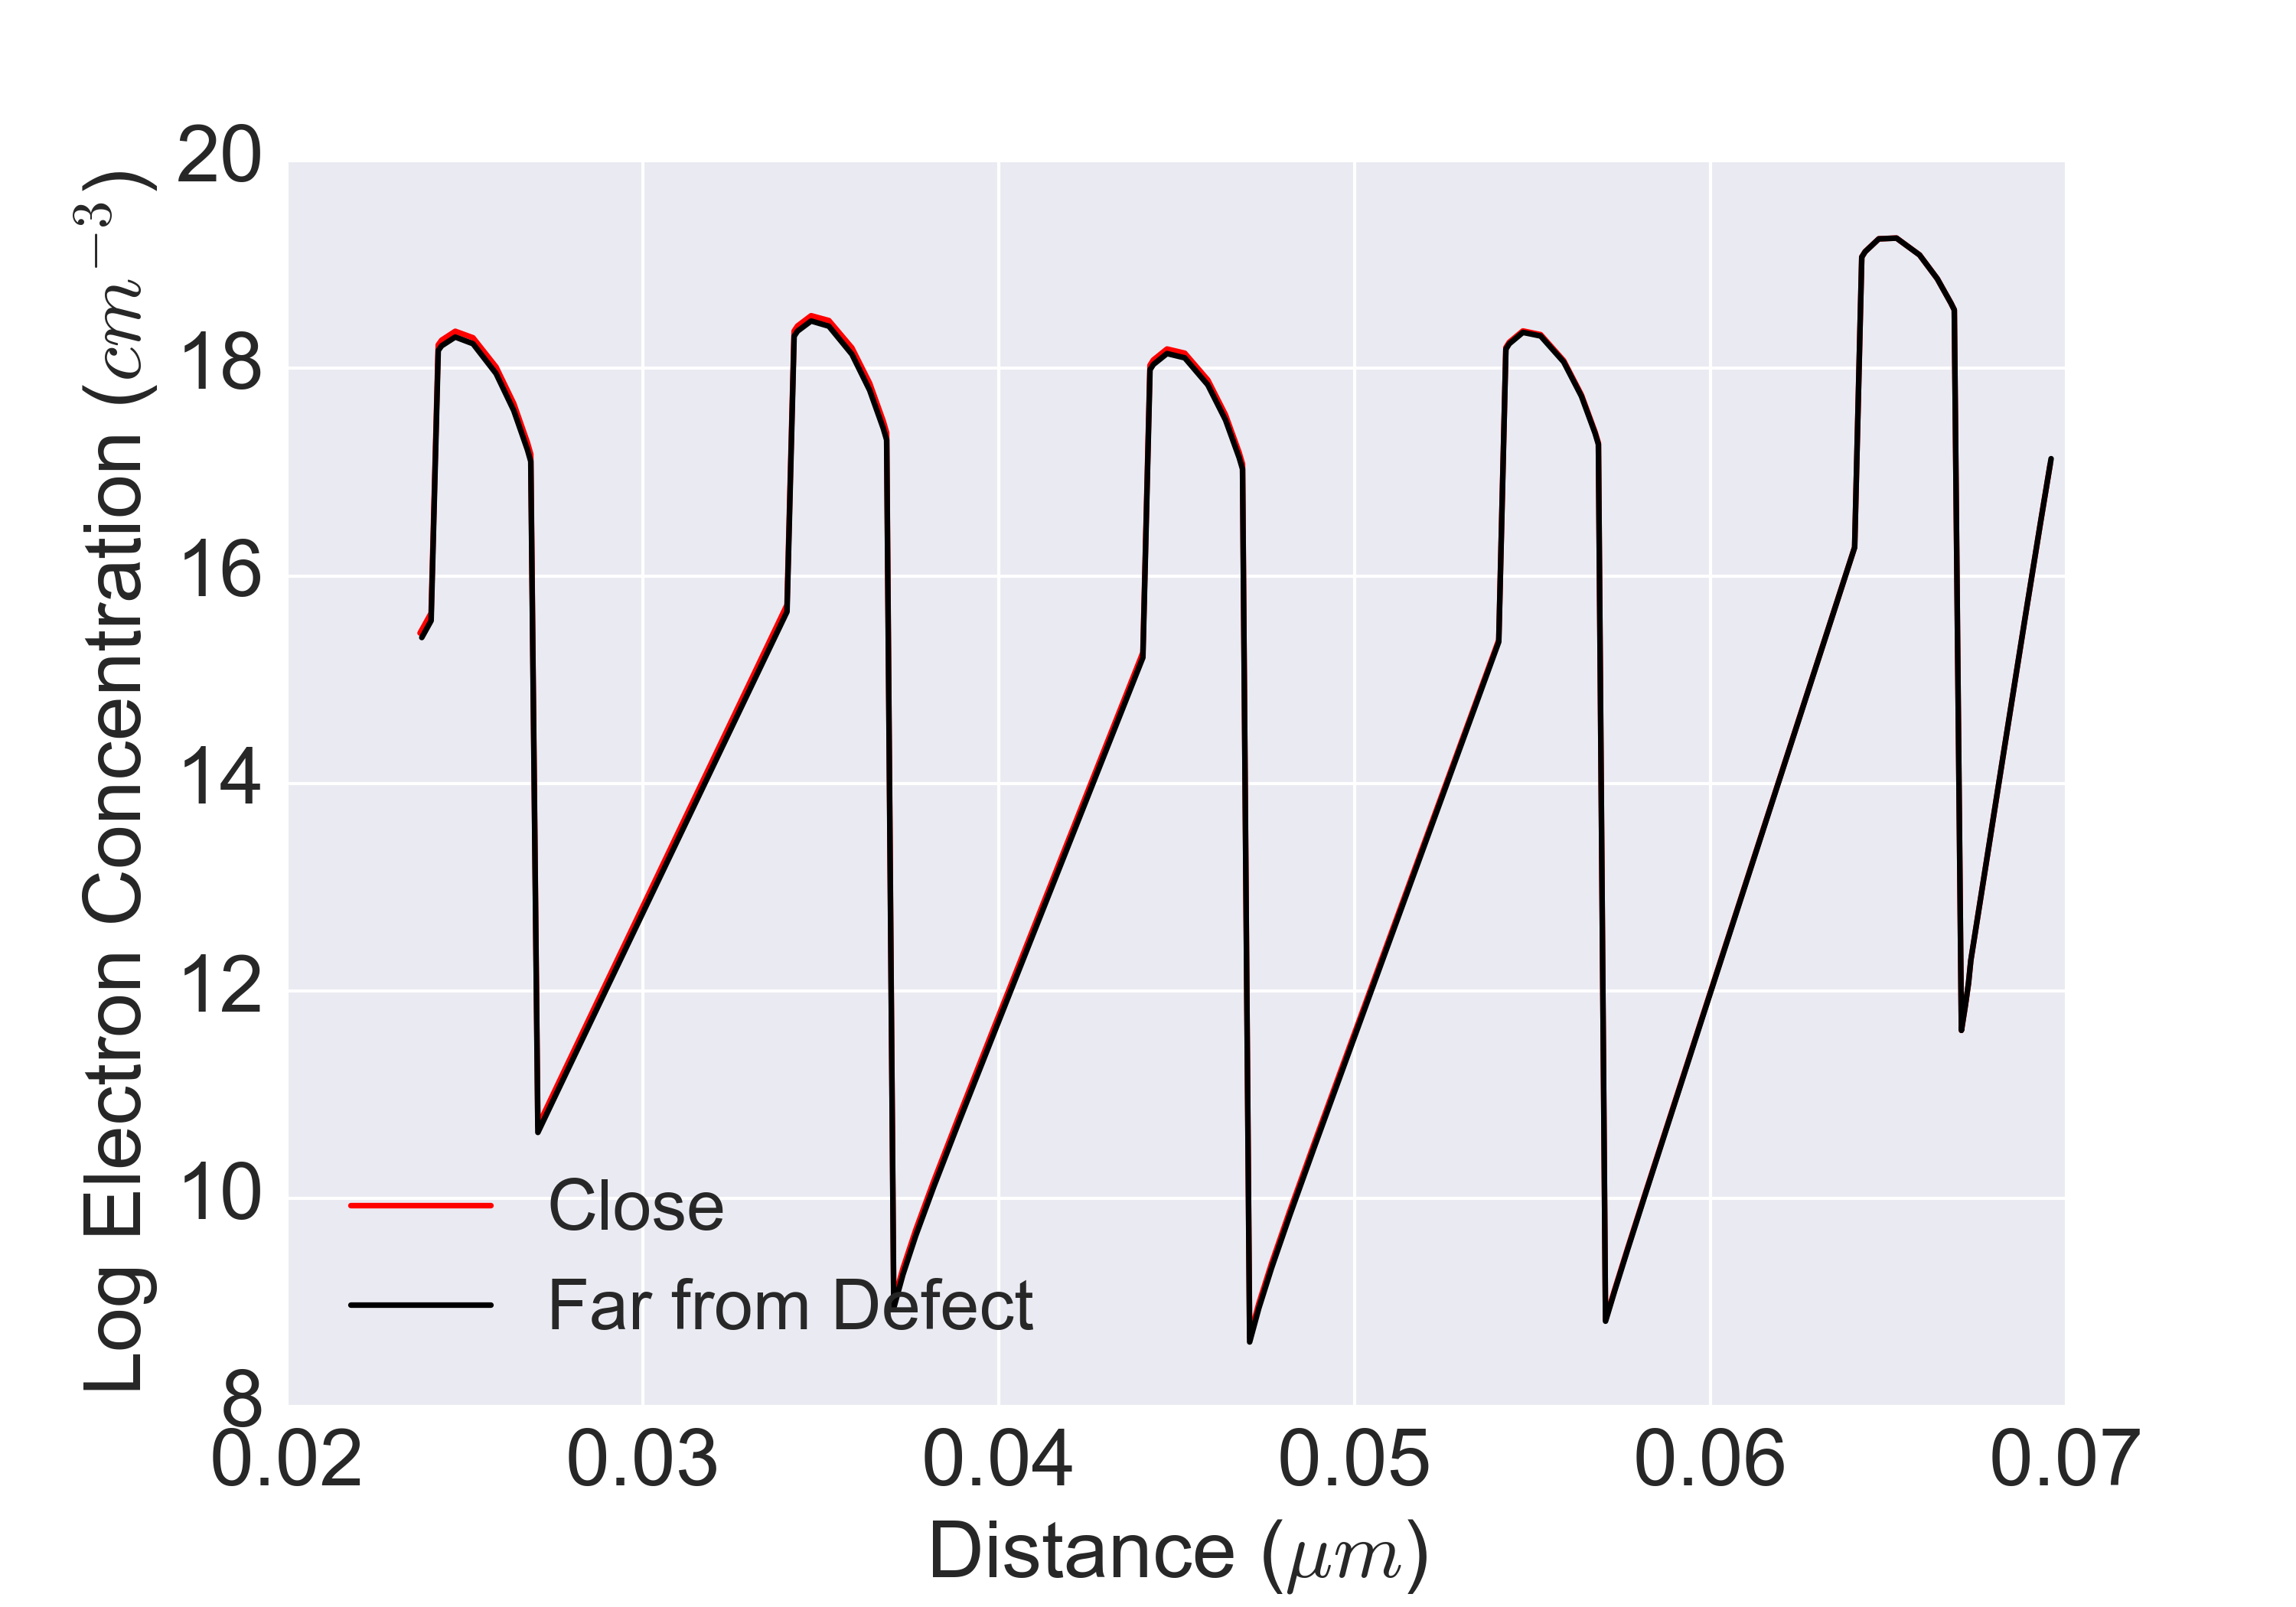 Log Electron Concentration (cm⁻³)
20
18
16
14
12
10
8
Close
Far from Defect
0.02 0.03 0.04 0.05 0.06 0.07
Distance (μm)